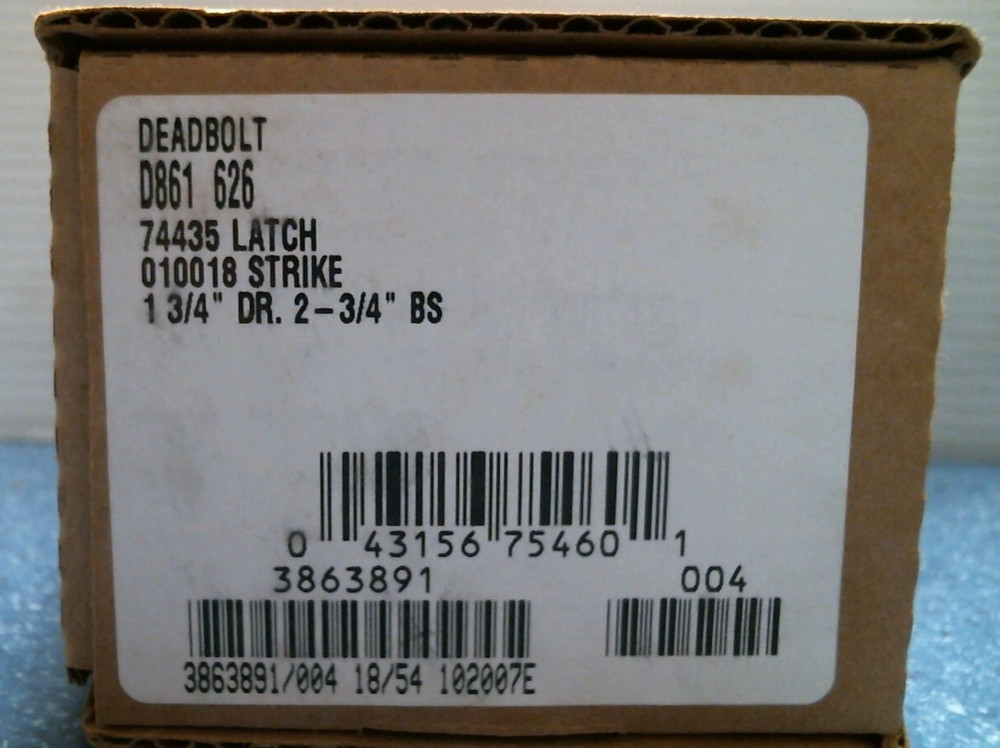 DEADBOLT
D861 626
74435 LATCH
010018 STRIKE
1 3/4" DR. 2-3/4" BS
0 43156 75460 1
3863891 004
3863891/004 18/54 102007E